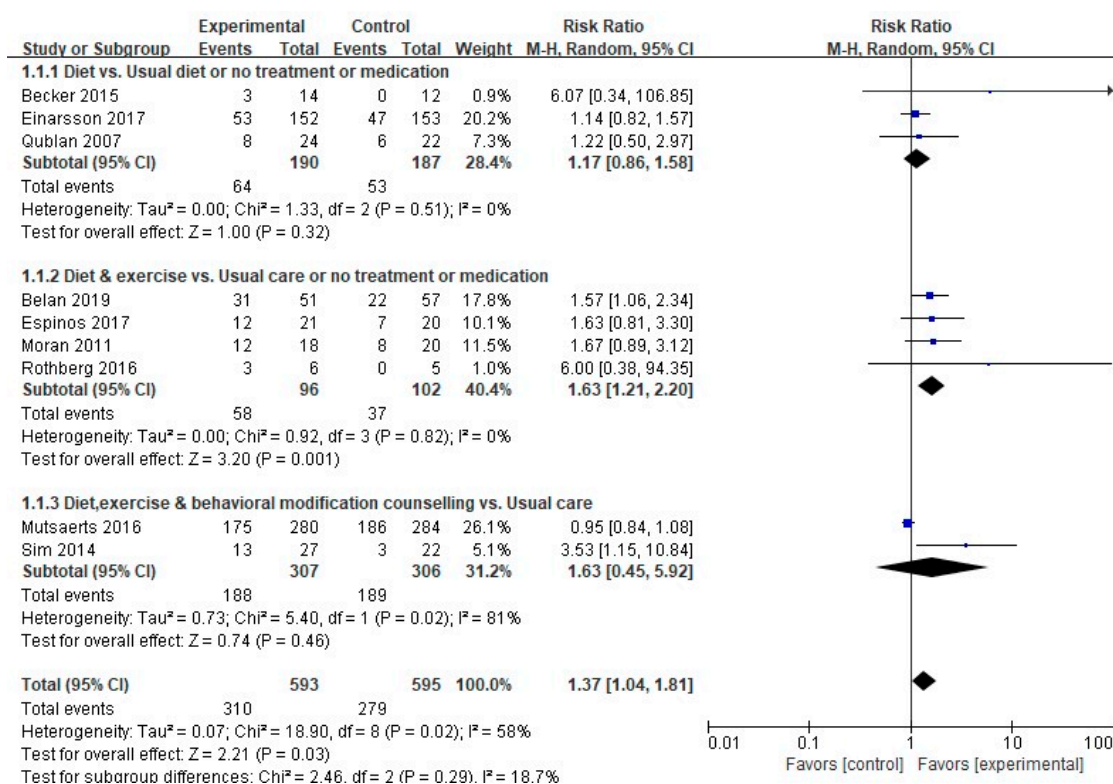 Experimental Control Risk Ratio Risk Ratio
Study or Subgroup Events Total Events Total Weight M-H, Random, 95% CI M-H, Random, 95% CI
1.1.1 Diet vs. Usual diet or no treatment or medication
Becker 2015 3 14 0 12 0.9% 6.07 [0.34, 106.85]
Einarsson 2017 53 152 47 153 20.2% 1.14 [0.82, 1.57]
Qublan 2007 8 24 6 22 7.3% 1.22 [0.50, 2.97]
Subtotal (95% CI) 190 187 28.4% 1.17 [0.86, 1.58]
Total events 64 53
Heterogeneity: Tau² = 0.00; Chi² = 1.33, df = 2 (P = 0.51); I² = 0%
Test for overall effect: Z = 1.00 (P = 0.32)
1.1.2 Diet & exercise vs. Usual care or no treatment or medication
Belan 2019 31 51 22 57 17.8% 1.57 [1.06, 2.34]
Espinos 2017 12 21 7 20 10.1% 1.63 [0.81, 3.30]
Moran 2011 12 18 8 20 11.5% 1.67 [0.89, 3.12]
Rothberg 2016 3 6 0 5 1.0% 6.00 [0.38, 94.35]
Subtotal (95% CI) 96 102 40.4% 1.63 [1.21, 2.20]
Total events 58 37
Heterogeneity: Tau² = 0.00; Chi² = 0.92, df = 3 (P = 0.82); I² = 0%
Test for overall effect: Z = 3.20 (P = 0.001)
1.1.3 Diet,exercise & behavioral modification counselling vs. Usual care
Mutsaerts 2016 175 280 186 284 26.1% 0.95 [0.84, 1.08]
Sim 2014 13 27 3 22 5.1% 3.53 [1.15, 10.84]
Subtotal (95% CI) 307 306 31.2% 1.63 [0.45, 5.92]
Total events 188 189
Heterogeneity: Tau² = 0.73; Chi² = 5.40, df = 1 (P = 0.02); I² = 81%
Test for overall effect: Z = 0.74 (P = 0.46)
Total (95% CI) 593 595 100.0% 1.37 [1.04, 1.81]
Total events 310 279
Heterogeneity: Tau² = 0.07; Chi² = 18.90, df = 8 (P = 0.02); I² = 58%
Test for overall effect: Z = 2.21 (P = 0.03)
Test for subgroup differences: Chi² = 2.46, df = 2 (P = 0.29), I² = 18.7%
0.01 0.1 1 10 100
Favors [control] Favors [experimental]